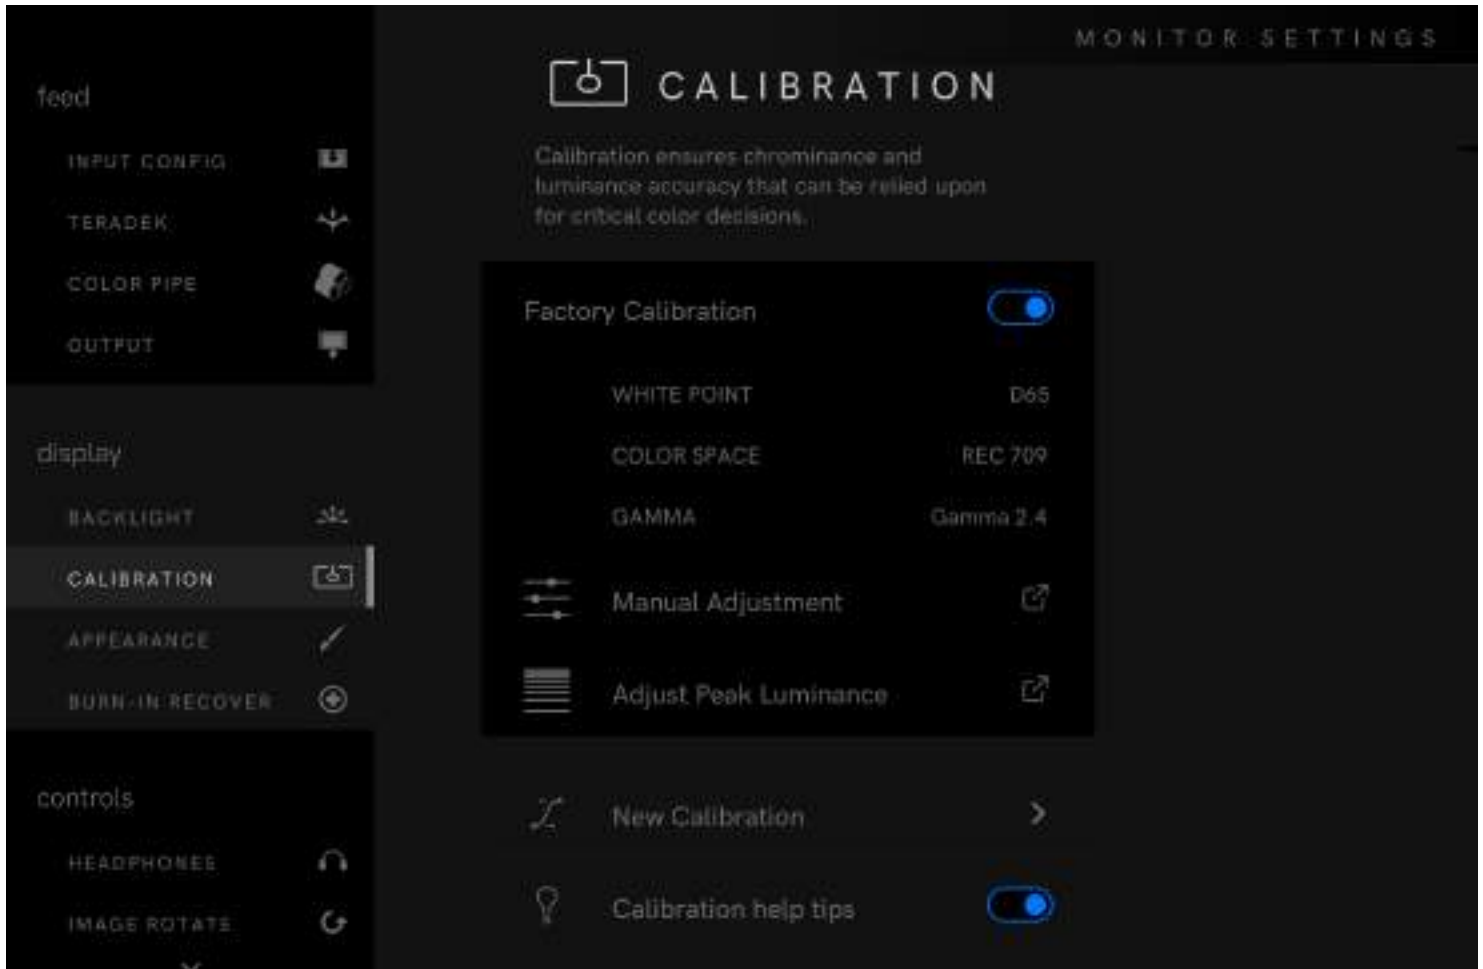 MONITOR SETTINGS
feed
INPUT CONFIG
TERADEK
COLOR PIPE
OUTPUT
display
BACKLIGHT
CALIBRATION
APPEARANCE
BURN-IN RECOVER
controls
HEADPHONES
IMAGE ROTATE
CALIBRATION
Calibration ensures chrominance and
luminance accuracy that can be relied upon
for critical color decisions.
Factory Calibration
WHITE POINT D65
COLOR SPACE REC 709
GAMMA Gamma 2.4
Manual Adjustment
Adjust Peak Luminance
New Calibration
Calibration help tips